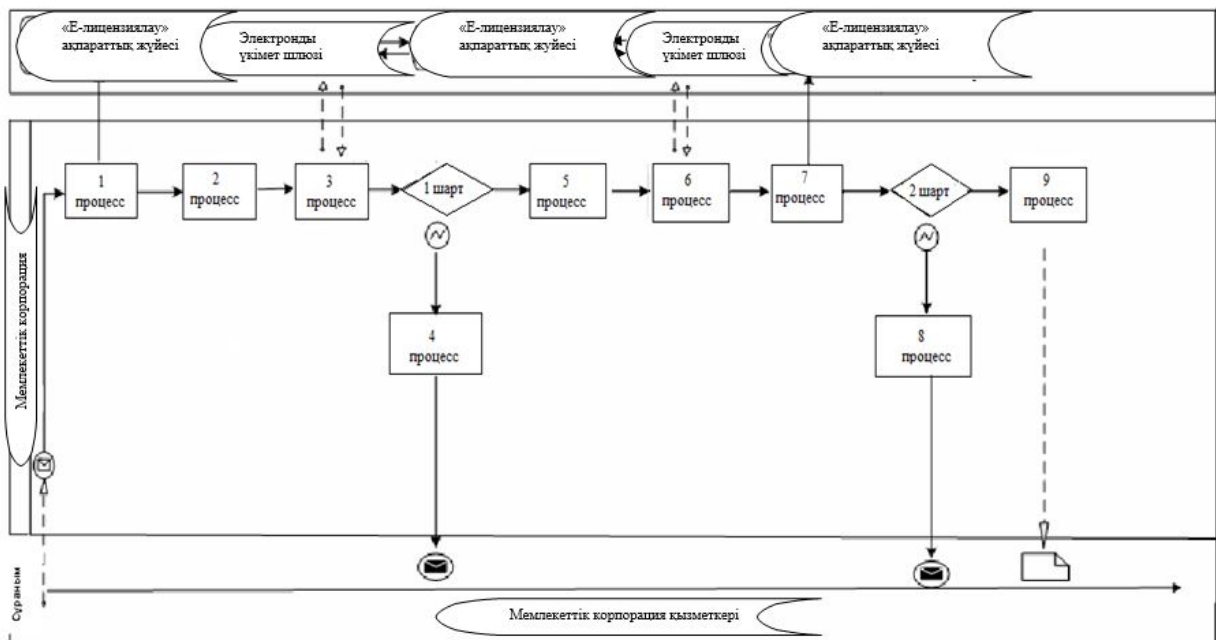 «Е-лицензиялау»
ақпараттық жүйесі
Электронды
үкімет шлюзі
«Е-лицензиялау»
ақпараттық жуйесі
Электронды
үкімет шлюзі
«Е-лицензиялау»
ақпараттық жүйесі
Мемлекеттік корпорация
1
процесс
2
процесс
3
процесс
1 шарт
5
процесс
6
процесс
7
процесс
2 шарт
9
процесс
4
процесс
8
процесс
Сұраным
Мемлекеттік корпорация қызметкері